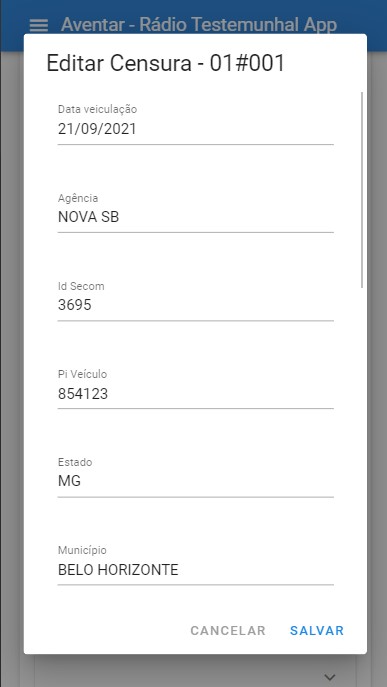 Aventar - Rádio Testemunhal App
Editar Censura - 01#001
Data veiculação
21/09/2021
Agência
NOVA SB
Id Secom
3695
Pi Veículo
854123
Estado
MG
Município
BELO HORIZONTE
CANCELAR SALVAR